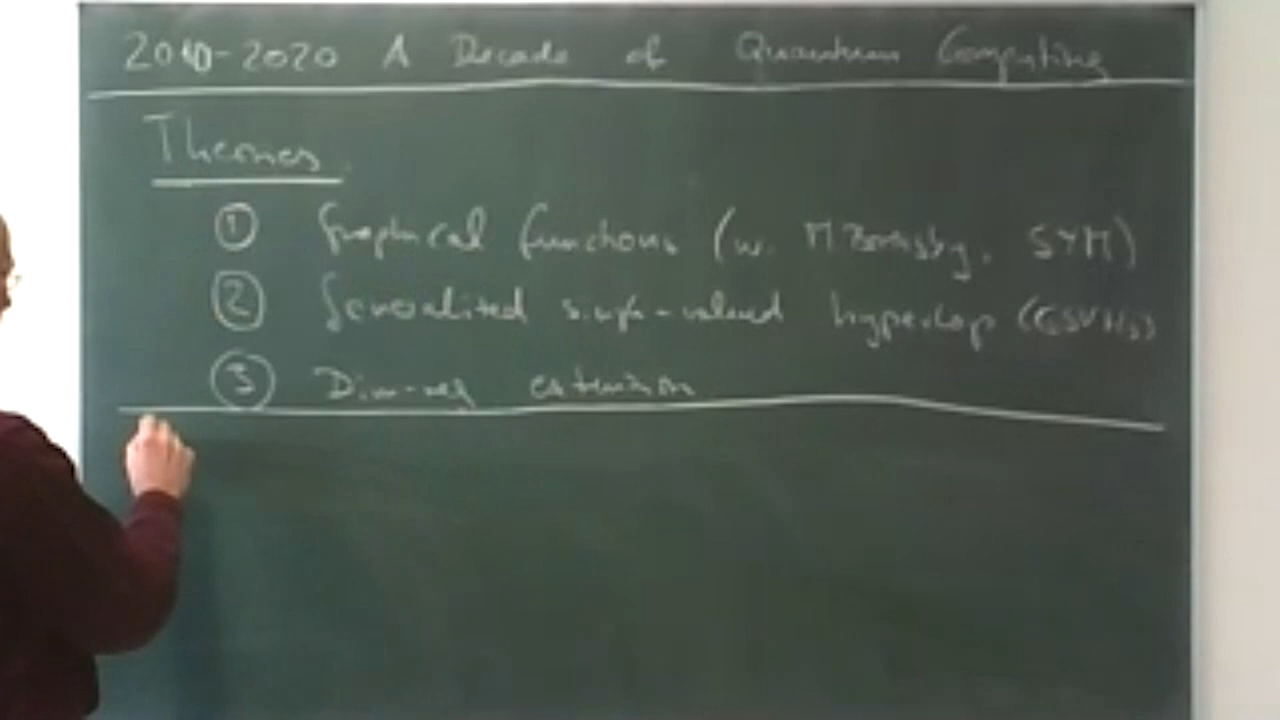 2010-2020 A Decade of Quantum Computing
Themes
① Graphical functions (w. M Borinsky, SYM)
② Generalized single-valued hyperlog (GSVHs)
③ Dim-reg extension